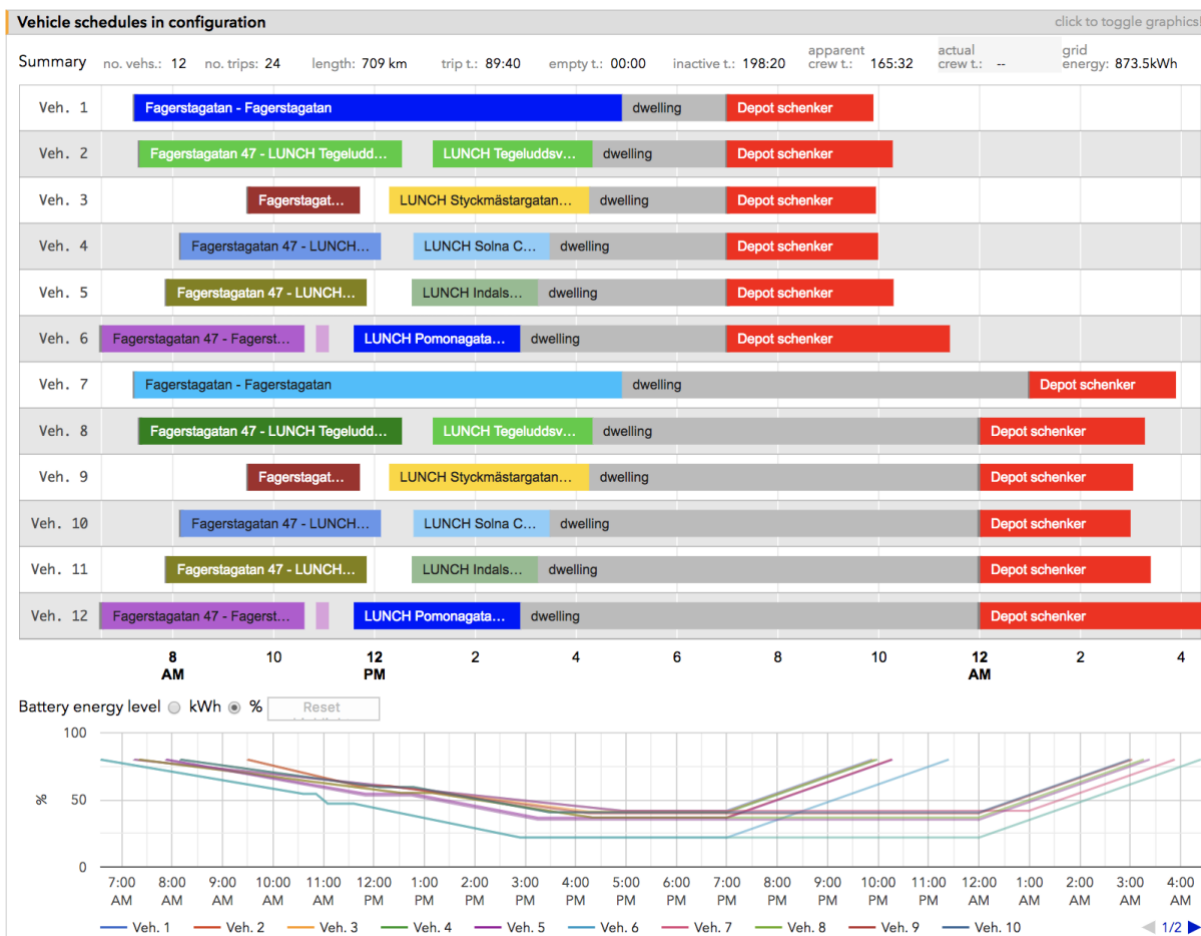 Vehicle schedules in configuration click to toggle graphics!
Summary no. vehs.: 12 no. trips: 24 length: 709 km trip t.: 89:40 empty t.: 00:00 inactive t.: 198:20 apparent crew t.: 165:32 actual crew t.: -- grid energy: 873.5kWh
Veh. 1 Fagerstagatan - Fagerstagatan dwelling Depot schenker
Veh. 2 Fagerstagatan 47 - LUNCH Tegeludd... LUNCH Tegeluddsv... dwelling Depot schenker
Veh. 3 Fagerstagat... LUNCH Styckmästargatan... dwelling Depot schenker
Veh. 4 Fagerstagatan 47 - LUNCH... LUNCH Solna C... dwelling Depot schenker
Veh. 5 Fagerstagatan 47 - LUNCH... LUNCH Indals... dwelling Depot schenker
Veh. 6 Fagerstagatan 47 - Fagerst... LUNCH Pomonagata... dwelling Depot schenker
Veh. 7 Fagerstagatan - Fagerstagatan dwelling Depot schenker
Veh. 8 Fagerstagatan 47 - LUNCH Tegeludd... LUNCH Tegeluddsv... dwelling Depot schenker
Veh. 9 Fagerstagat... LUNCH Styckmästargatan... dwelling Depot schenker
Veh. 10 Fagerstagatan 47 - LUNCH... LUNCH Solna C... dwelling Depot schenker
Veh. 11 Fagerstagatan 47 - LUNCH... LUNCH Indals... dwelling Depot schenker
Veh. 12 Fagerstagatan 47 - Fagerst... LUNCH Pomonagata... dwelling Depot schenker
8 AM 10 12 PM 2 4 6 8 10 12 AM 2 4
Battery energy level kWh % Reset
100
%
50
0
7:00 AM 8:00 AM 9:00 AM 10:00 AM 11:00 AM 12:00 PM 1:00 PM 2:00 PM 3:00 PM 4:00 PM 5:00 PM 6:00 PM 7:00 PM 8:00 PM 9:00 PM 10:00 PM 11:00 PM 12:00 AM 1:00 AM 2:00 AM 3:00 AM 4:00 AM
Veh. 1 Veh. 2 Veh. 3 Veh. 4 Veh. 5 Veh. 6 Veh. 7 Veh. 8 Veh. 9 Veh. 10 1/2